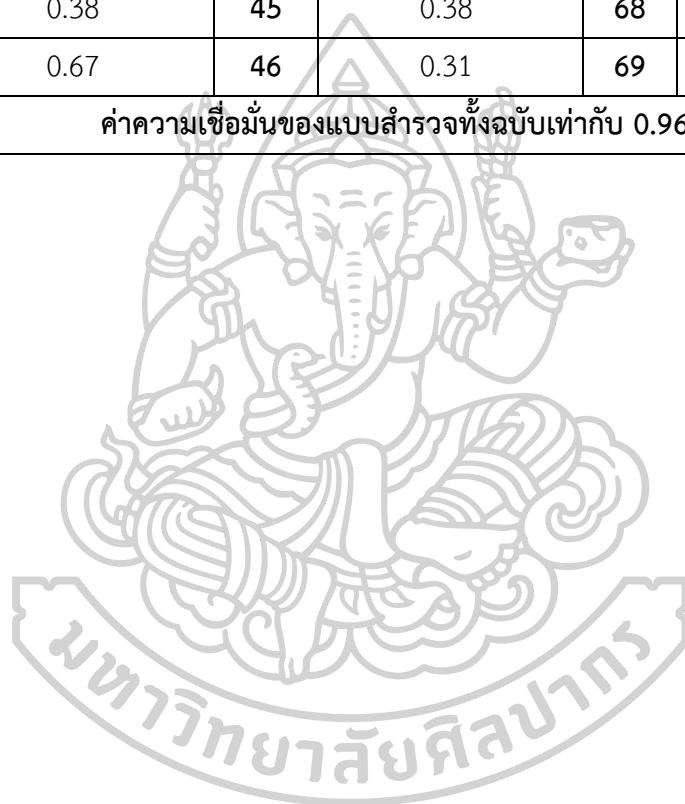 0.38 45 0.38 68
0.67 46 0.31 69
ค่าความเชื่อมั่นของแบบสำรวจทั้งฉบับเท่ากับ 0.96
มหาวิทยาลัยศิลปากร